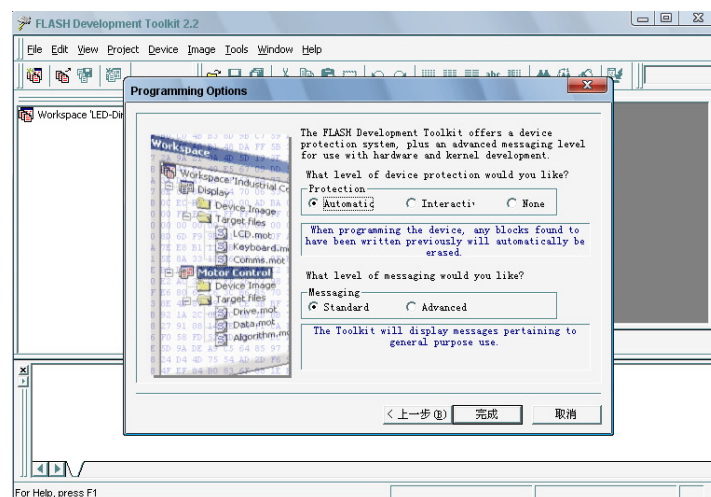 FLASH Development Toolkit 2.2
File Edit View Project Device Image Tools Window Help
abc
Workspace 'LED-Dir
Programming Options
Workspace
Workspace "Industrial Ce
Display
Device Image
Target files
LCD.mot
Keyboard.m
Comms.mot
Motor Control
Device Image
Target files
Drive.mot
Data.mot
Algorithm.mo
The FLASH Development Toolkit offers a device
protection system, plus an advanced messaging level
for use with hardware and kernel development.
What level of device protection would you like?
Protection
Automatic Interacti None
When programming the device, any blocks found to
have been written previously will automatically be
erased.
What level of messaging would you like?
Messaging
Standard Advanced
The Toolkit will display messages pertaining to
general purpose use.
< 上一步(B) 完成 取消
For Help, press F1